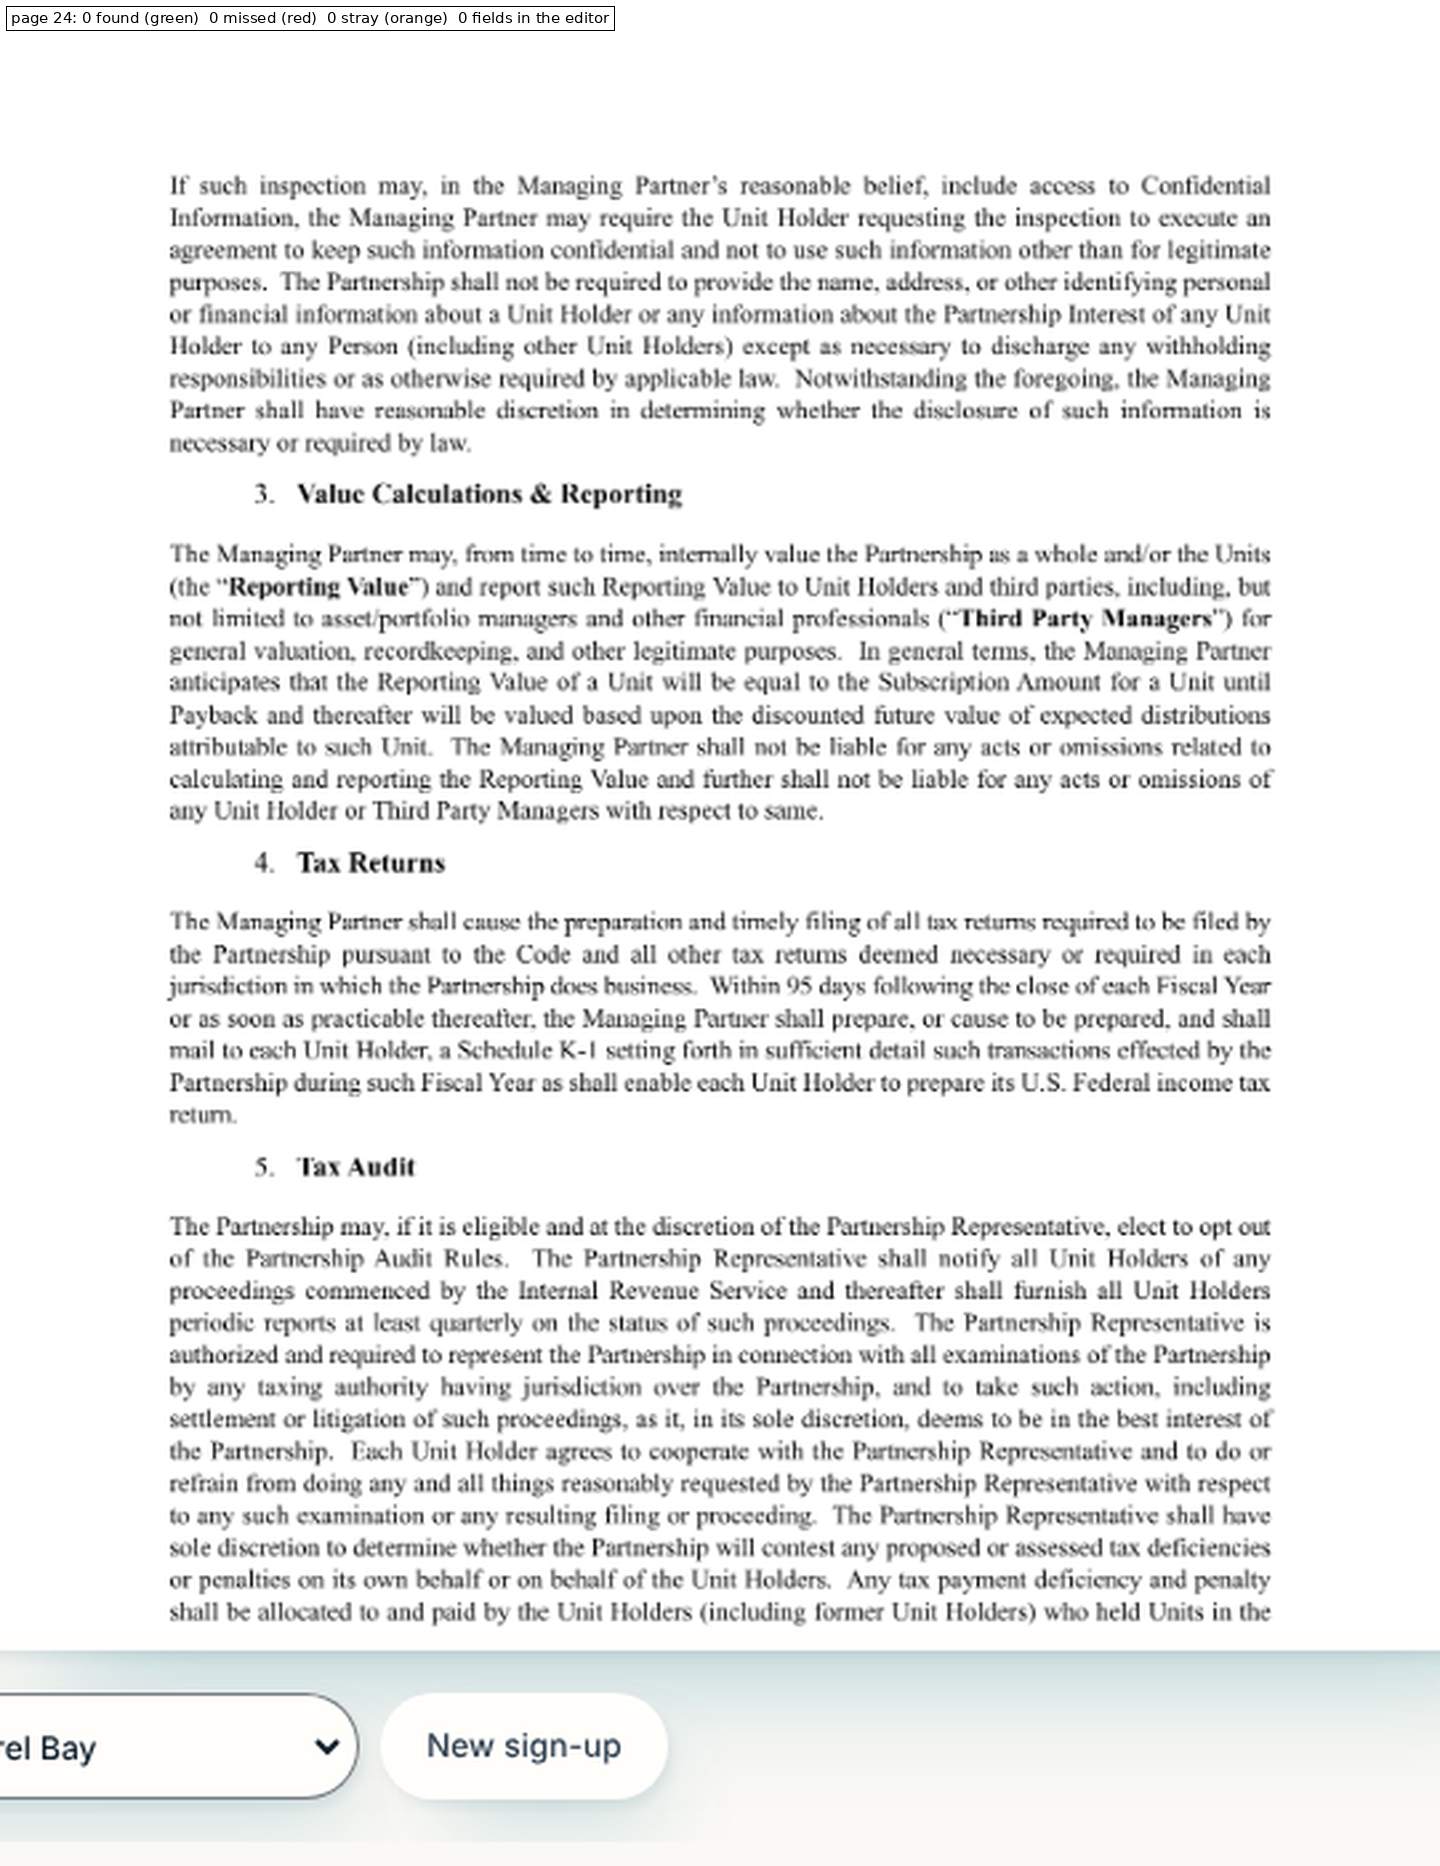 page 24: 0 found (green)  0 missed (red)  0 stray (orange)  0 fields in the editor
If such inspection may, in the Managing Partner’s reasonable belief, include access to Confidential
Information, the Managing Partner may require the Unit Holder requesting the inspection to execute an
agreement to keep such information confidential and not to use such information other than for legitimate
purposes.  The Partnership shall not be required to provide the name, address, or other identifying personal
or financial information about a Unit Holder or any information about the Partnership Interest of any Unit
Holder to any Person (including other Unit Holders) except as necessary to discharge any withholding
responsibilities or as otherwise required by applicable law.  Notwithstanding the foregoing, the Managing
Partner shall have reasonable discretion in determining whether the disclosure of such information is
necessary or required by law.
3.  Value Calculations & Reporting
The Managing Partner may, from time to time, internally value the Partnership as a whole and/or the Units
(the “Reporting Value”) and report such Reporting Value to Unit Holders and third parties, including, but
not limited to asset/portfolio managers and other financial professionals (“Third Party Managers”) for
general valuation, recordkeeping, and other legitimate purposes.  In general terms, the Managing Partner
anticipates that the Reporting Value of a Unit will be equal to the Subscription Amount for a Unit until
Payback and thereafter will be valued based upon the discounted future value of expected distributions
attributable to such Unit.  The Managing Partner shall not be liable for any acts or omissions related to
calculating and reporting the Reporting Value and further shall not be liable for any acts or omissions of
any Unit Holder or Third Party Managers with respect to same.
4.  Tax Returns
The Managing Partner shall cause the preparation and timely filing of all tax returns required to be filed by
the Partnership pursuant to the Code and all other tax returns deemed necessary or required in each
jurisdiction in which the Partnership does business.  Within 95 days following the close of each Fiscal Year
or as soon as practicable thereafter, the Managing Partner shall prepare, or cause to be prepared, and shall
mail to each Unit Holder, a Schedule K-1 setting forth in sufficient detail such transactions effected by the
Partnership during such Fiscal Year as shall enable each Unit Holder to prepare its U.S. Federal income tax
return.
5.  Tax Audit
The Partnership may, if it is eligible and at the discretion of the Partnership Representative, elect to opt out
of the Partnership Audit Rules.  The Partnership Representative shall notify all Unit Holders of any
proceedings commenced by the Internal Revenue Service and thereafter shall furnish all Unit Holders
periodic reports at least quarterly on the status of such proceedings.  The Partnership Representative is
authorized and required to represent the Partnership in connection with all examinations of the Partnership
by any taxing authority having jurisdiction over the Partnership, and to take such action, including
settlement or litigation of such proceedings, as it, in its sole discretion, deems to be in the best interest of
the Partnership.  Each Unit Holder agrees to cooperate with the Partnership Representative and to do or
refrain from doing any and all things reasonably requested by the Partnership Representative with respect
to any such examination or any resulting filing or proceeding.  The Partnership Representative shall have
sole discretion to determine whether the Partnership will contest any proposed or assessed tax deficiencies
or penalties on its own behalf or on behalf of the Unit Holders.  Any tax payment deficiency and penalty
shall be allocated to and paid by the Unit Holders (including former Unit Holders) who held Units in the
rel Bay
New sign-up